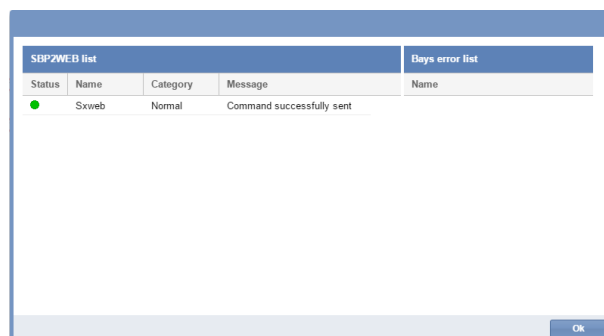 SBP2WEB list
Status Name Category Message
Sxweb Normal Command successfully sent
Bays error list
Name
Ok